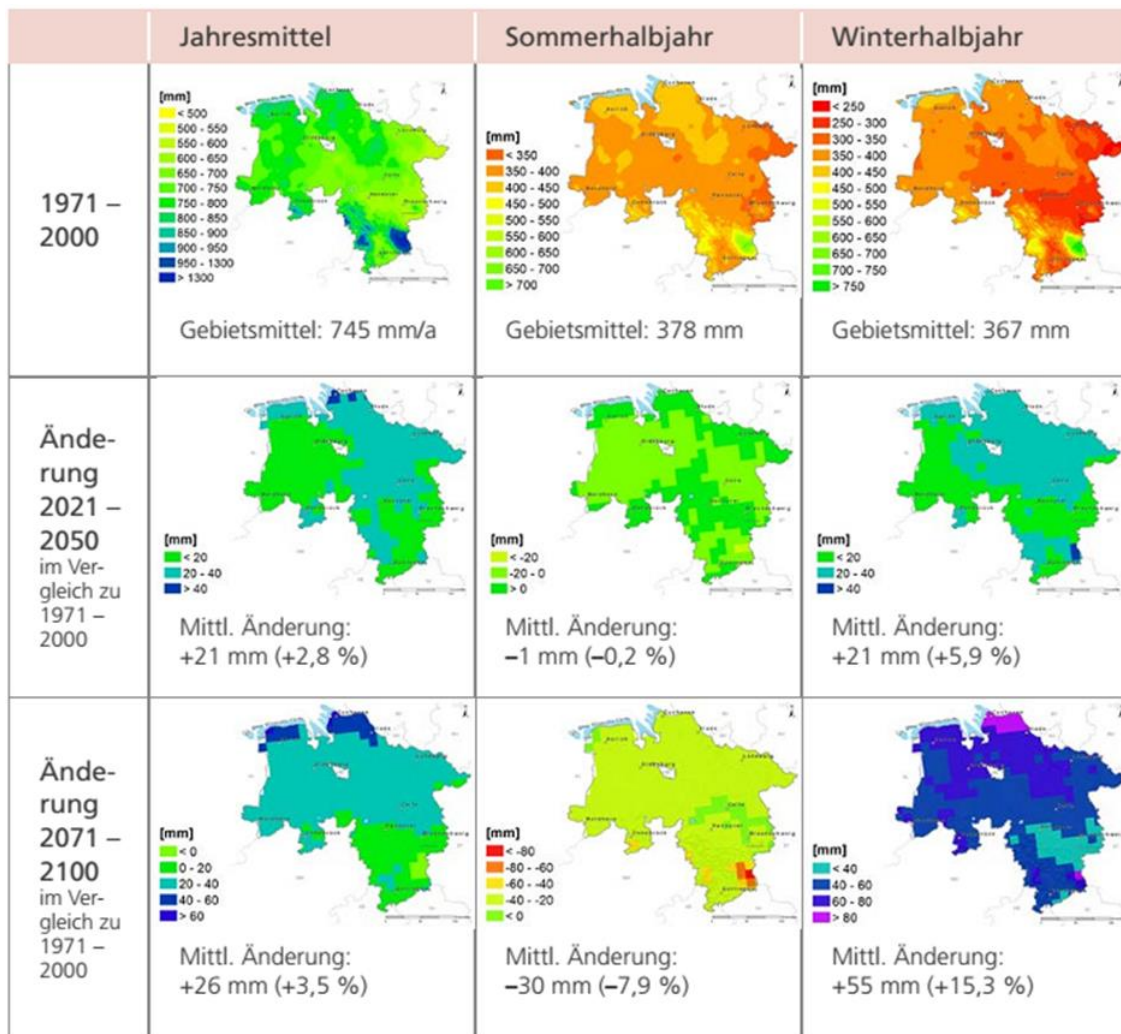 Jahresmittel
Sommerhalbjahr
Winterhalbjahr
1971 –
2000
[mm]
< 500
500 - 550
550 - 600
600 - 650
650 - 700
700 - 750
750 - 800
800 - 850
850 - 900
900 - 950
950 - 1300
> 1300
Gebietsmittel: 745 mm/a
[mm]
< 350
350 - 400
400 - 450
450 - 500
500 - 550
550 - 600
600 - 650
650 - 700
> 700
Gebietsmittel: 378 mm
[mm]
< 250
250 - 300
300 - 350
350 - 400
400 - 450
450 - 500
500 - 550
550 - 600
600 - 700
700 - 750
> 750
Gebietsmittel: 367 mm
Ände-
rung
2021 –
2050
im Ver-
gleich zu
1971 –
2000
[mm]
< 20
20 - 40
> 40
Mittl. Änderung:
+21 mm (+2,8 %)
[mm]
< -20
-20 - 0
> 0
Mittl. Änderung:
–1 mm (–0,2 %)
[mm]
< 20
20 - 40
> 40
Mittl. Änderung:
+21 mm (+5,9 %)
Ände-
rung
2071 –
2100
im Ver-
gleich zu
1971 –
2000
[mm]
< 0
0 - 20
20 - 40
40 - 60
> 60
Mittl. Änderung:
+26 mm (+3,5 %)
[mm]
< -80
-80 - -60
-60 - -40
-40 - -20
< 0
Mittl. Änderung:
–30 mm (–7,9 %)
[mm]
< 40
40 - 60
60 - 80
> 80
Mittl. Änderung:
+55 mm (+15,3 %)